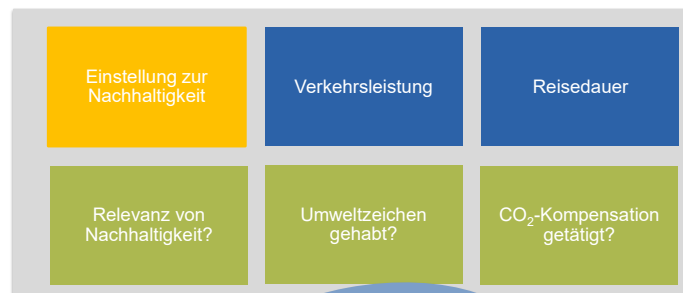 Einstellung zur
Nachhaltigkeit
Verkehrsleistung
Reisedauer
Relevanz von
Nachhaltigkeit?
Umweltzeichen
gehabt?
CO₂-Kompensation
getätigt?